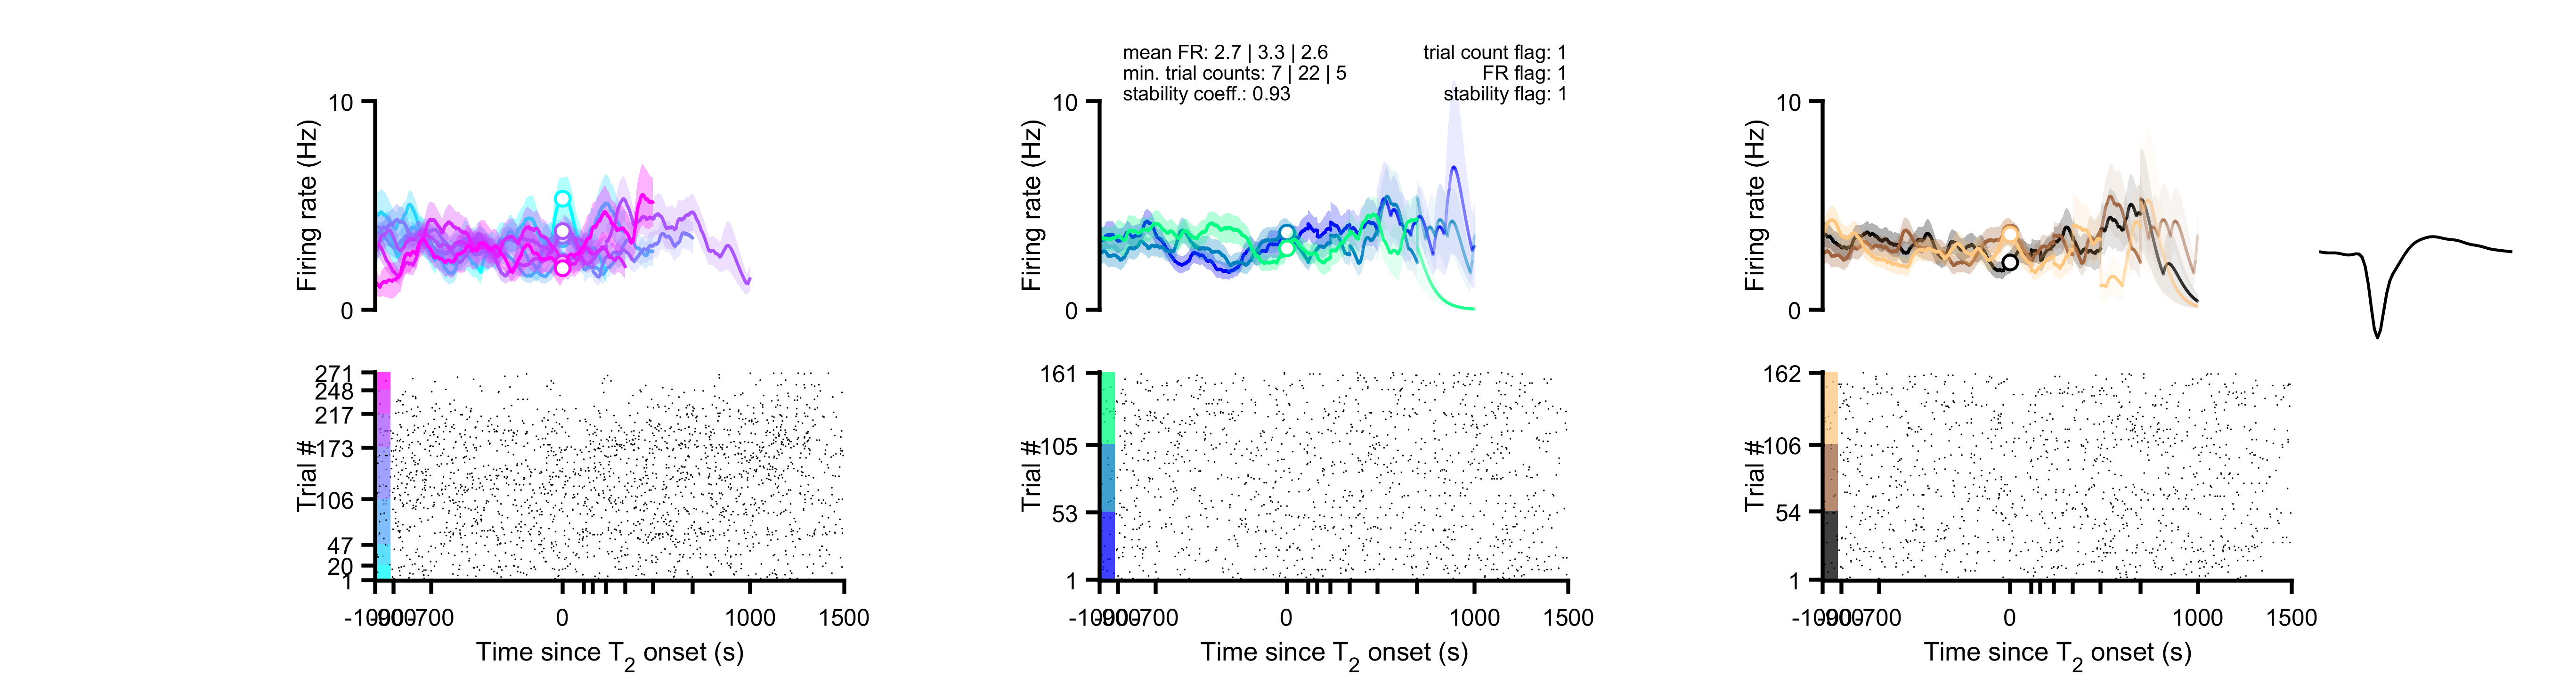 mean FR: 2.7 | 3.3 | 2.6
min. trial counts: 7 | 22 | 5
stability coeff.: 0.93
trial count flag: 1
FR flag: 1
stability flag: 1
10
Firing rate (Hz)
0
10
Firing rate (Hz)
0
10
Firing rate (Hz)
0
271
248
217
173
106
47
20
1
Trial #
-1000 -900 -700 0 1000 1500
Time since T2 onset (s)
161
105
53
1
Trial #
-1000 -900 -700 0 1000 1500
Time since T2 onset (s)
162
106
54
1
Trial #
-1000 -900 -700 0 1000 1500
Time since T2 onset (s)